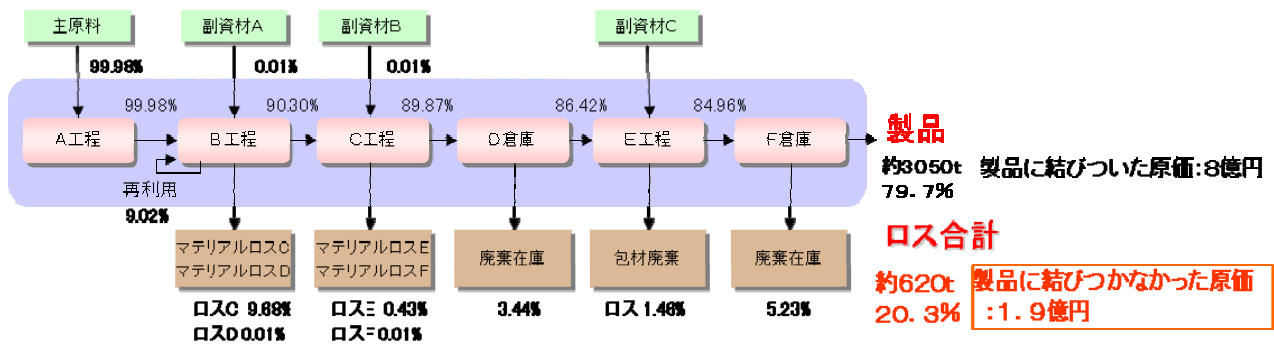 主原料
副資材A
副資材B
副資材C
99.98%
0.01%
0.01%
99.98%
90.30%
89.87%
86.42%
84.96%
A工程
B工程
C工程
D倉庫
E工程
F倉庫
製品
再利用
9.02%
約3050t 製品に結びついた原価:8億円
79.7%
マテリアルロスC
マテリアルロスD
マテリアルロスE
マテリアルロスF
廃棄在庫
包材廃棄
廃棄在庫
ロス合計
ロスC 9.68%
ロスD 0.01%
ロスE 0.43%
ロスF 0.01%
3.44%
ロス 1.46%
5.23%
約620t
20.3%
製品に結びつかなかった原価
:1.9億円